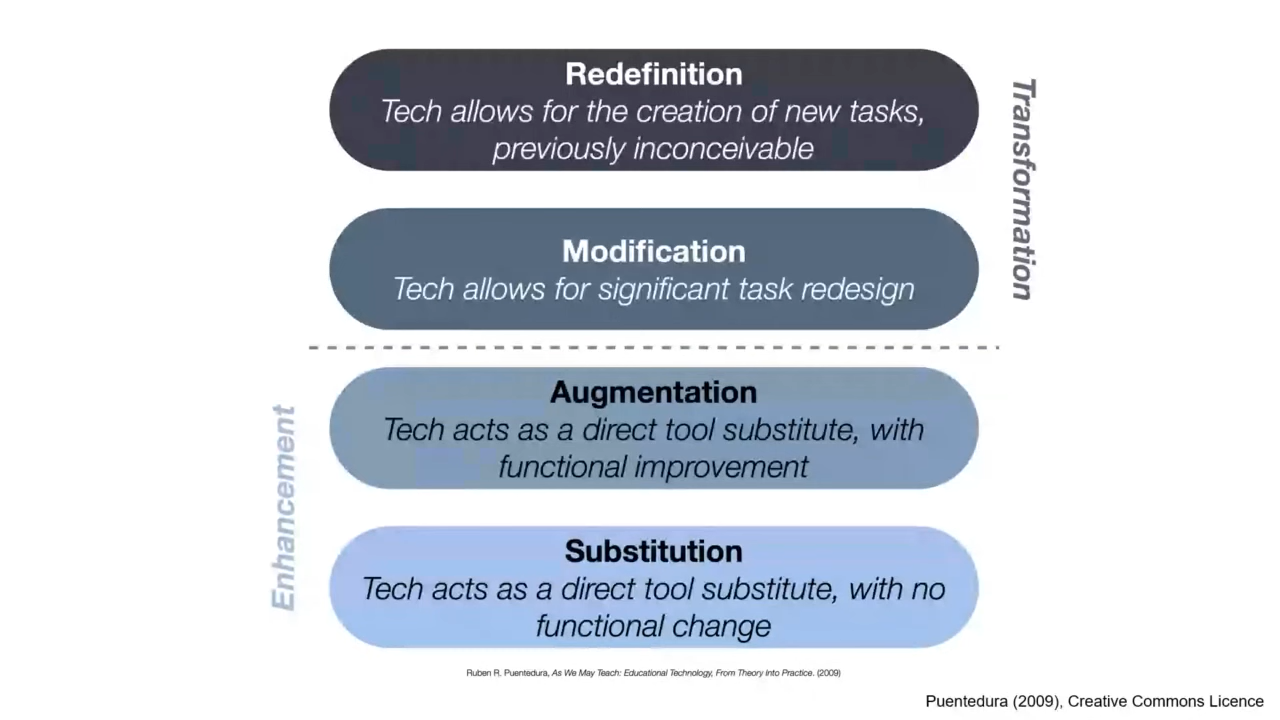 Redefinition
Tech allows for the creation of new tasks,
previously inconceivable
Transformation
Modification
Tech allows for significant task redesign
Augmentation
Tech acts as a direct tool substitute, with
functional improvement
Enhancement
Substitution
Tech acts as a direct tool substitute, with no
functional change
Ruben R. Puentedura, As We May Teach: Educational Technology, From Theory Into Practice. (2009)
Puentedura (2009), Creative Commons Licence